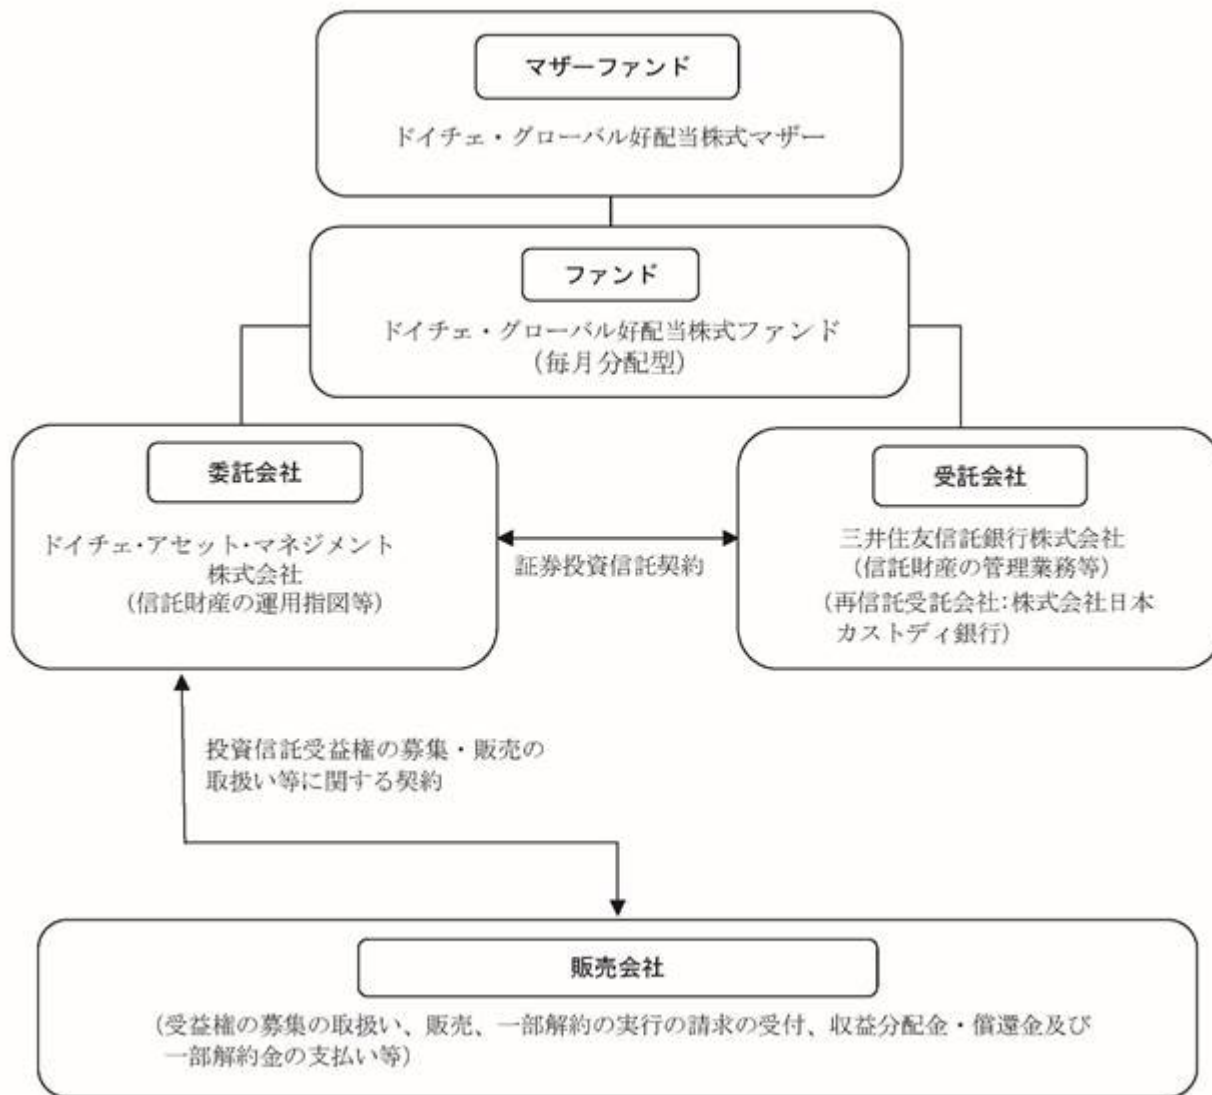 マザーファンド
ドイチェ・グローバル好配当株式マザー
ファンド
ドイチェ・グローバル好配当株式ファンド
（毎月分配型）
委託会社
ドイチェ･アセット･マネジメント
株式会社
（信託財産の運用指図等）
証券投資信託契約
受託会社
三井住友信託銀行株式会社
（信託財産の管理業務等）
（再信託受託会社：株式会社日本
カストディ銀行）
投資信託受益権の募集・販売の
取扱い等に関する契約
販売会社
（受益権の募集の取扱い、販売、一部解約の実行の請求の受付、収益分配金・償還金及び
一部解約金の支払い等）